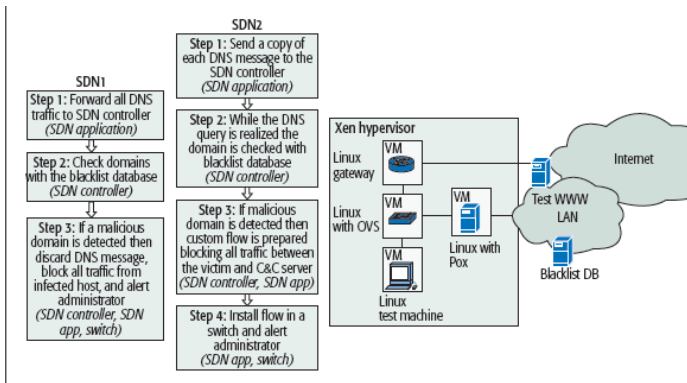 SDN1
Step 1: Forward all DNS
traffic to SDN controller
(SDN application)
Step 2: Check domains
with the blacklist database
(SDN controller)
Step 3: If a malicious
domain is detected then
discard DNS message,
block all traffic from
infected host, and alert
administrator
(SDN controller, SDN
app, switch)
SDN2
Step 1: Send a copy of
each DNS message to the
SDN controller
(SDN application)
Step 2: While the DNS
query is realized the
domain is checked with
blacklist database
(SDN controller)
Step 3: If malicious
domain is detected then
custom flow is prepared
blocking all traffic between
the victim and C&C server
(SDN controller, SDN app)
Step 4: Install flow in a
switch and alert
administrator
(SDN app, switch)
Xen hypervisor
Linux
gateway
VM
Linux
with OVS
VM
VM
Linux
test machine
VM
Linux with
Pox
Internet
Test WWW
LAN
Blacklist DB